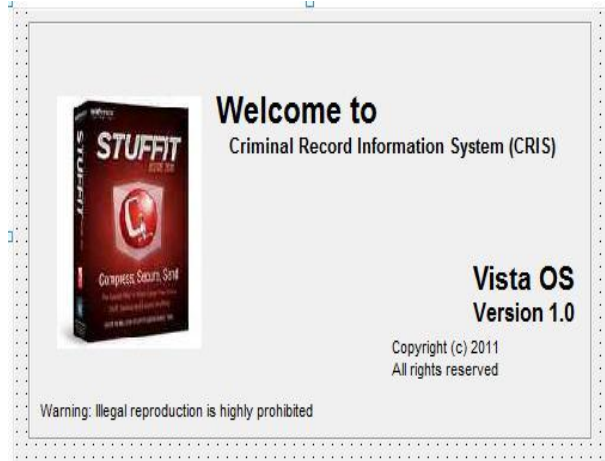 Welcome to
Criminal Record Information System (CRIS)
STUFFIT
STUFFIT
Compress, Secure, Send
Vista OS
Version 1.0
Copyright (c) 2011
All rights reserved
Warning: Illegal reproduction is highly prohibited